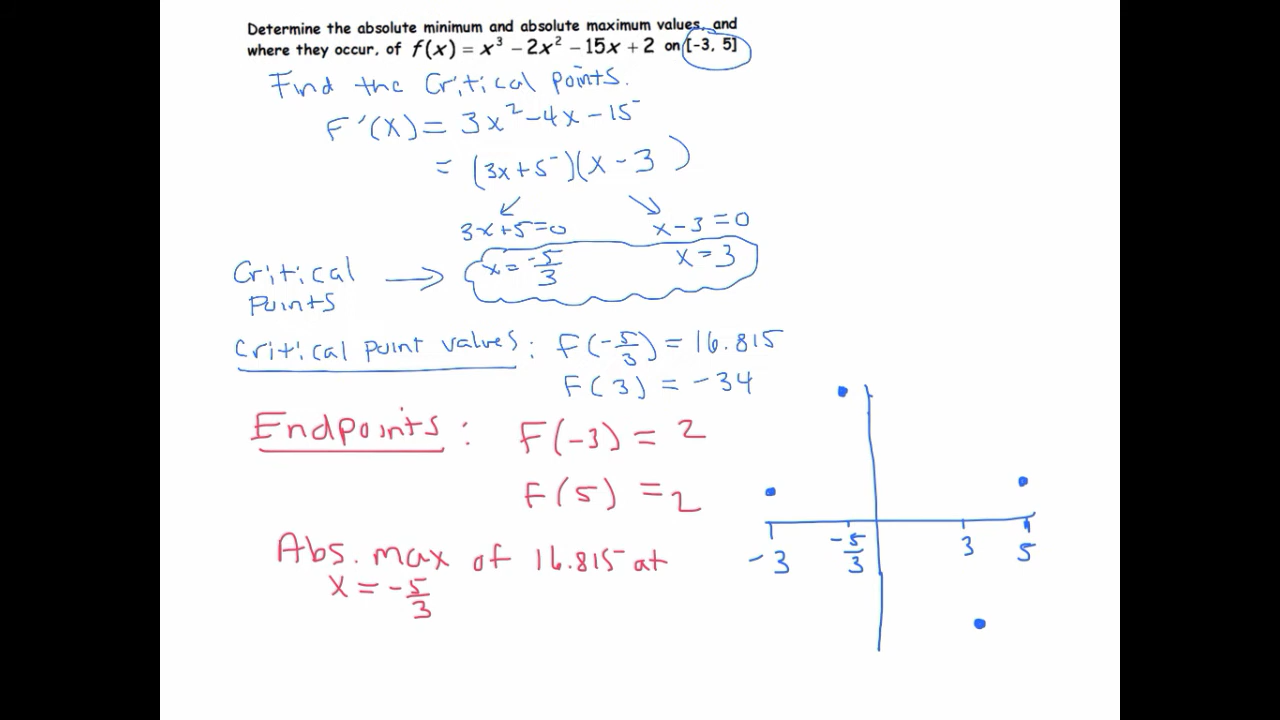 Determine the absolute minimum and absolute maximum values, and
where they occur, of f(x) = x³ − 2x² − 15x + 2 on [-3, 5]
Find the Critical points.
F'(x) = 3x² - 4x - 15
= (3x+5)(x - 3)
3x+5=0 x-3=0
x = -5/3 x = 3
Critical Points
Critical point values: F(-5/3) = 16.815
F(3) = -34
Endpoints: F(-3) = 2
F(5) = 2
Abs. max of 16.815 at
x = -5/3
-3 -5/3 3 5